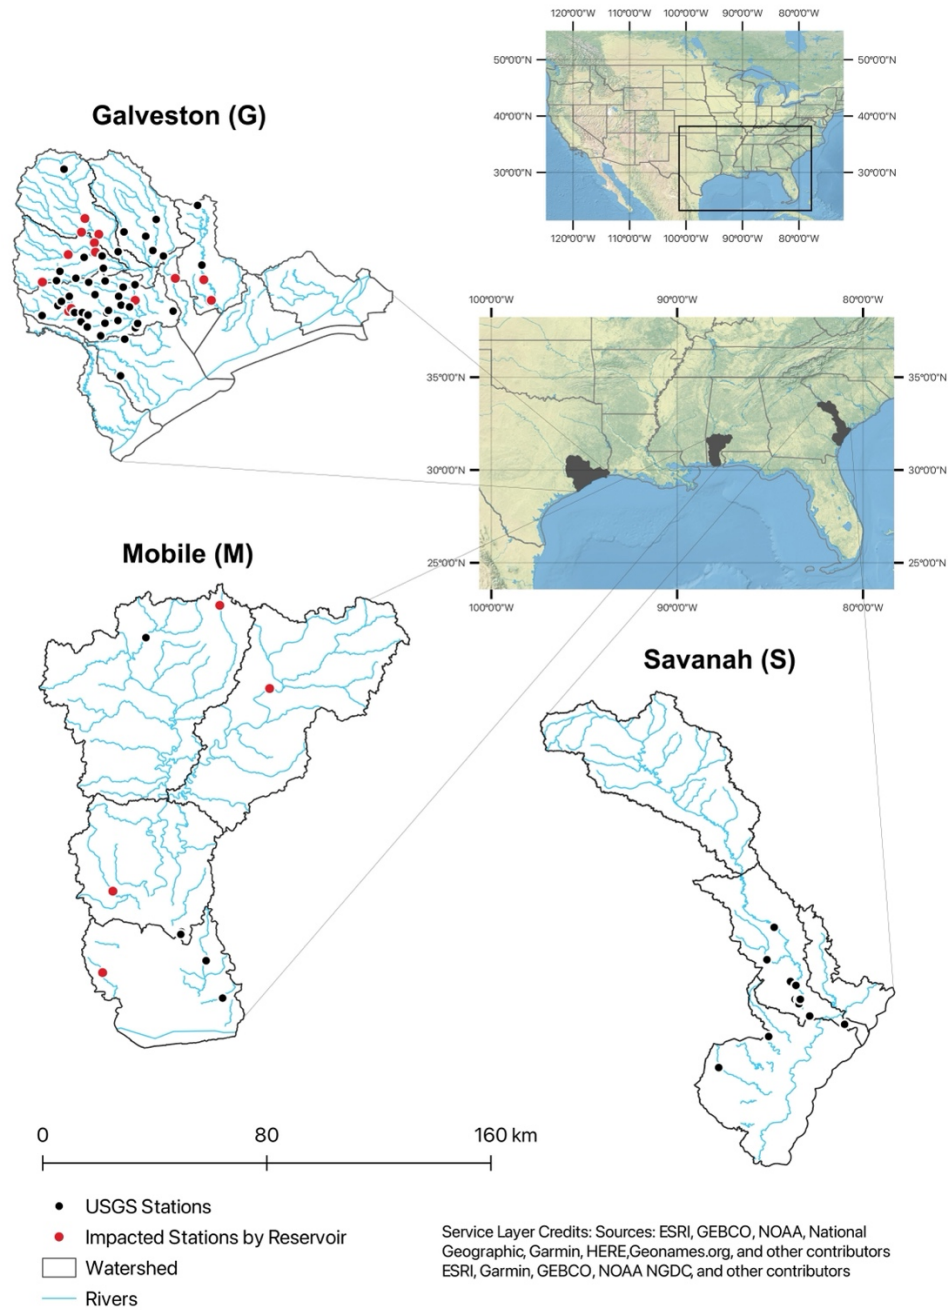 120°0'0"W 110°0'0"W 100°0'0"W 90°0'0"W 80°0'0"W
50°0'0"N 50°0'0"N
40°0'0"N 40°0'0"N
30°0'0"N 30°0'0"N
120°0'0"W 110°0'0"W 100°0'0"W 90°0'0"W 80°0'0"W
Galveston (G)
100°0'0"W 90°0'0"W 80°0'0"W
35°0'0"N 35°0'0"N
30°0'0"N 30°0'0"N
25°0'0"N 25°0'0"N
100°0'0"W 90°0'0"W 80°0'0"W
Mobile (M)
Savanah (S)
0 80 160 km
USGS Stations
Impacted Stations by Reservoir
Watershed
Rivers
Service Layer Credits: Sources: ESRI, GEBCO, NOAA, National
Geographic, Garmin, HERE,Geonames.org, and other contributors
ESRI, Garmin, GEBCO, NOAA NGDC, and other contributors